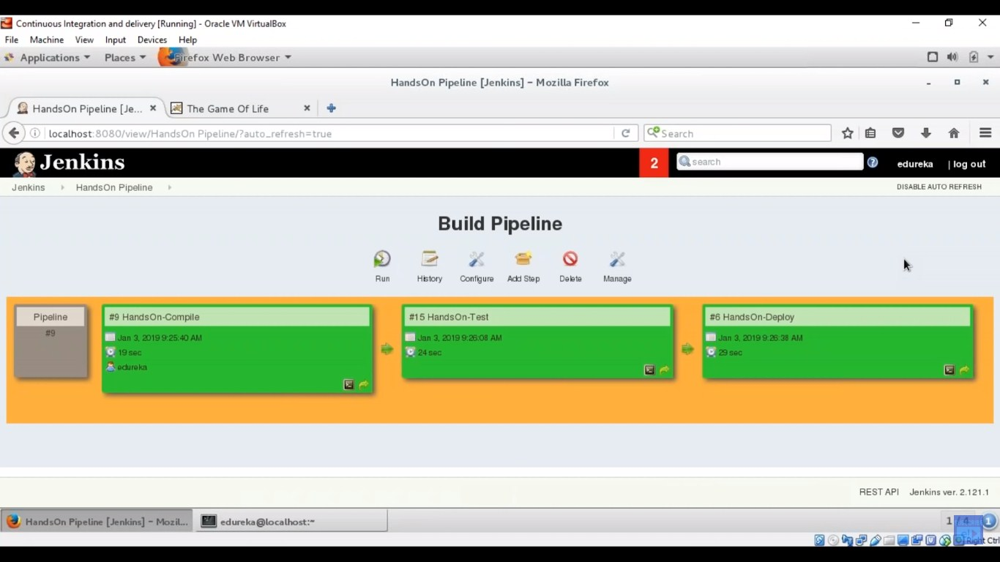 Continuous Integration and delivery [Running] - Oracle VM VirtualBox
File Machine View Input Devices Help
Applications Places Firefox Web Browser
HandsOn Pipeline [Jenkins] – Mozilla Firefox
HandsOn Pipeline [Je... The Game Of Life
localhost:8080/view/HandsOn Pipeline/?auto_refresh=true Search
Jenkins 2 search edureka | log out
Jenkins HandsOn Pipeline DISABLE AUTO REFRESH
Build Pipeline
Run History Configure Add Step Delete Manage
Pipeline
#9
#9 HandsOn-Compile
Jan 3, 2019 9:25:40 AM
19 sec
edureka
#15 HandsOn-Test
Jan 3, 2019 9:26:08 AM
24 sec
#6 HandsOn-Deploy
Jan 3, 2019 9:26:38 AM
29 sec
REST API Jenkins ver. 2.121.1
HandsOn Pipeline [Jenkins] – Mozil... edureka@localhost:~ 1 / 4 1
Right Ctrl